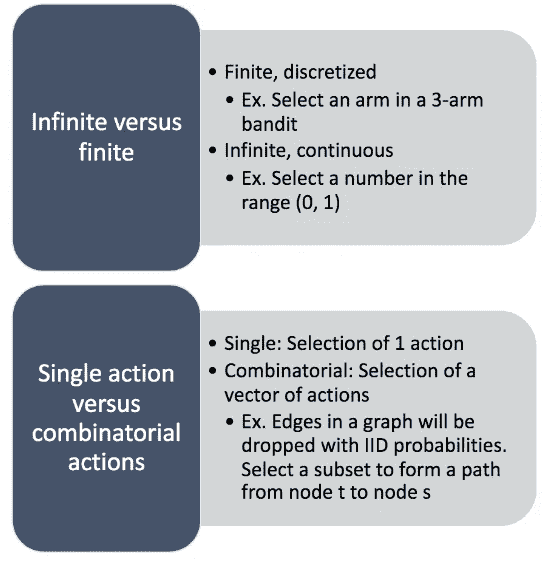 Infinite versus
finite
• Finite, discretized
• Ex. Select an arm in a 3-arm
bandit
• Infinite, continuous
• Ex. Select a number in the
range (0, 1)
Single action
versus
combinatorial
actions
• Single: Selection of 1 action
• Combinatorial: Selection of a
vector of actions
• Ex. Edges in a graph will be
dropped with IID probabilities.
Select a subset to form a path
from node t to node s